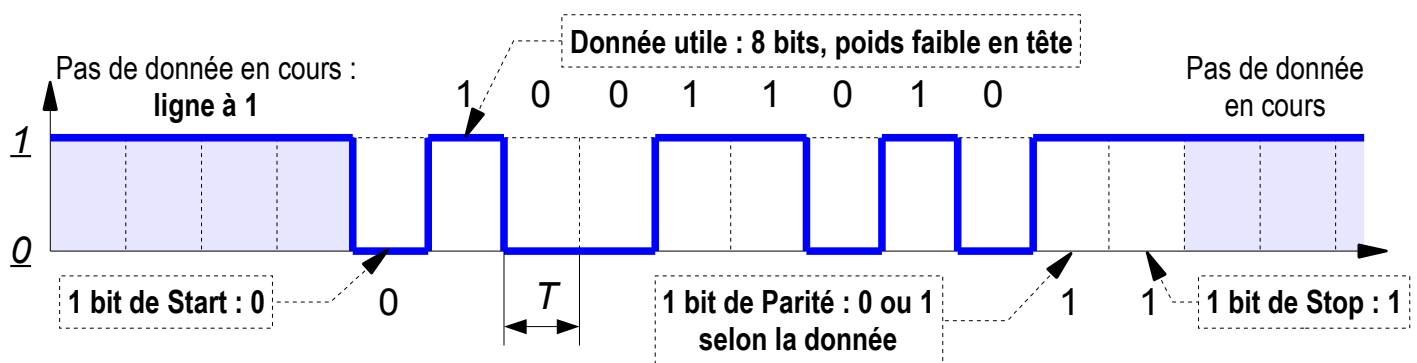 Donnée utile : 8 bits, poids faible en tête
Pas de donnée en cours :
ligne à 1
Pas de donnée
en cours
1 0 0 1 1 0 1 0
1
0
1 bit de Start : 0
0
T
1 bit de Parité : 0 ou 1
selon la donnée
1 1
1 bit de Stop : 1